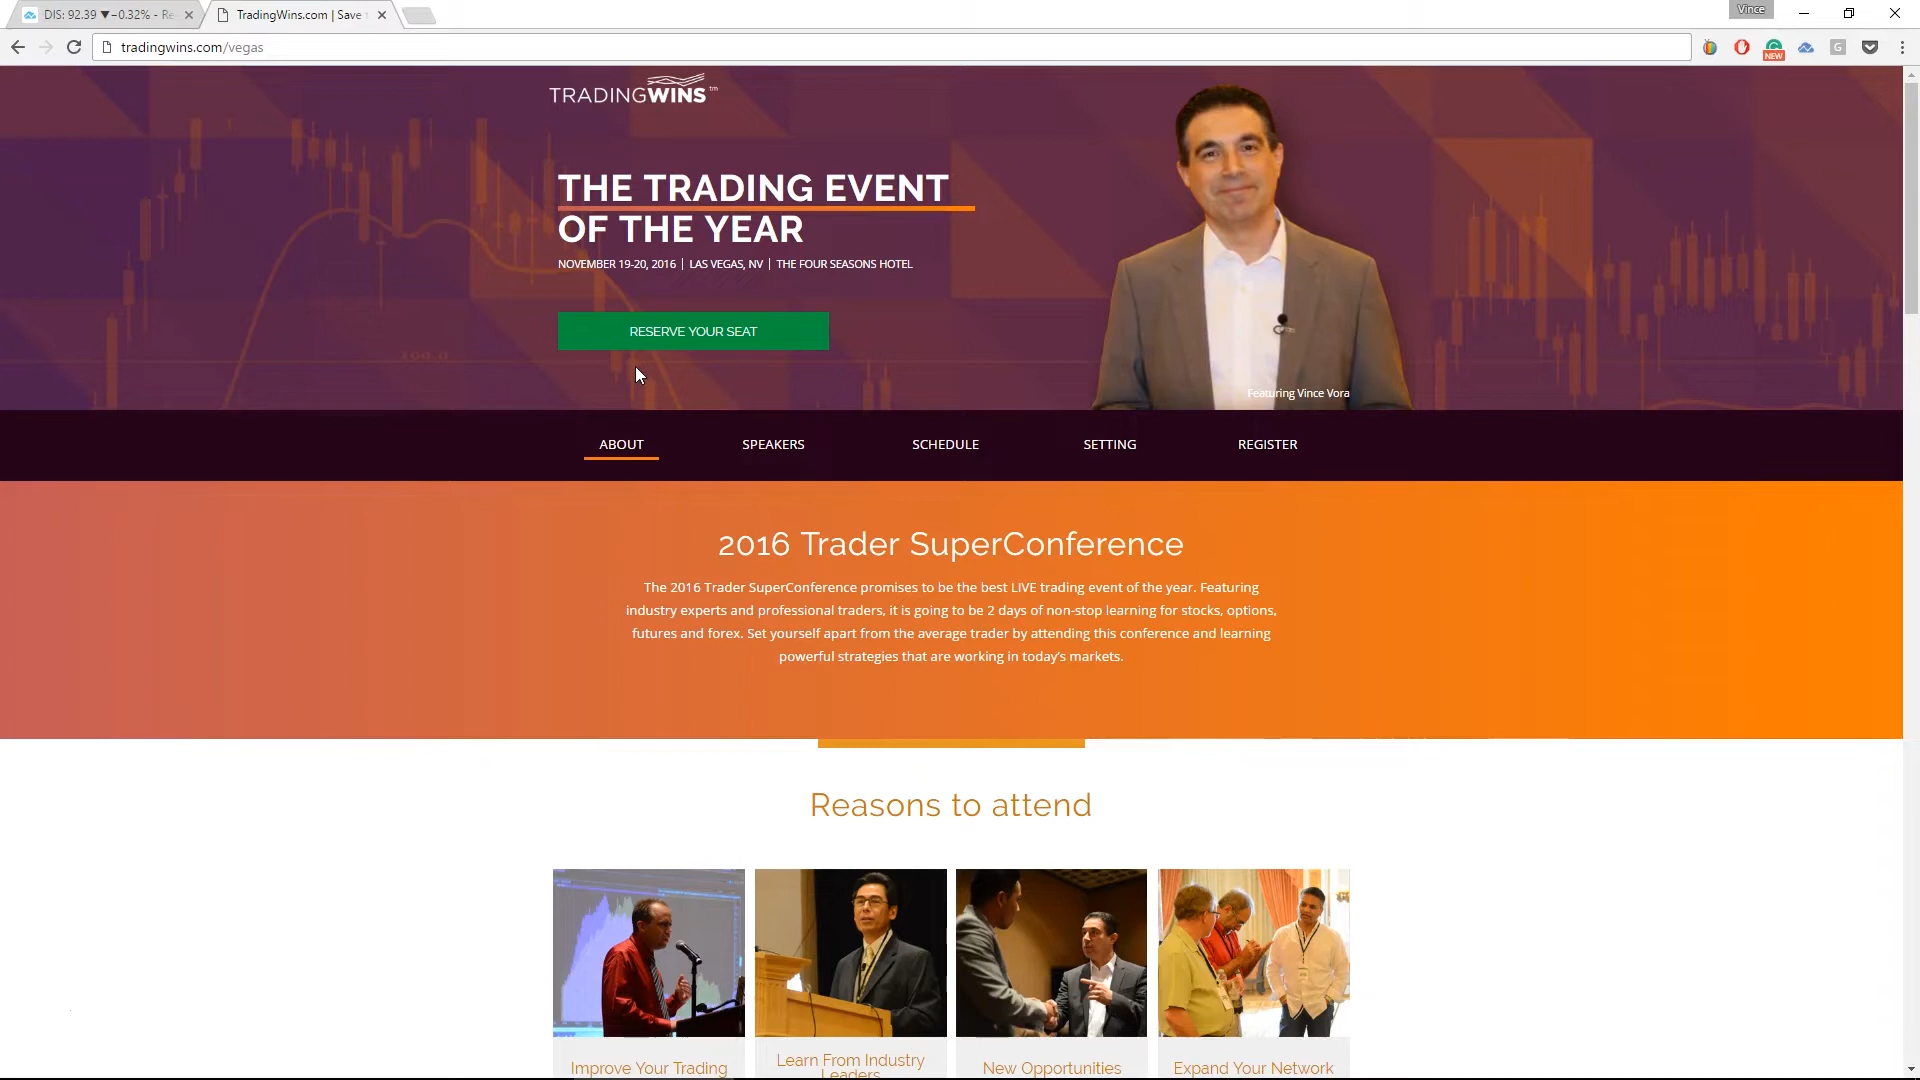 DIS: 92.39 ▼−0.32% - Re
TradingWins.com | Save
Vince
tradingwins.com/vegas
NEW
G
TRADINGWINS™
THE TRADING EVENT
OF THE YEAR
NOVEMBER 19-20, 2016 | LAS VEGAS, NV | THE FOUR SEASONS HOTEL
RESERVE YOUR SEAT
100.0
Featuring Vince Vora
ABOUT
SPEAKERS
SCHEDULE
SETTING
REGISTER
2016 Trader SuperConference
The 2016 Trader SuperConference promises to be the best LIVE trading event of the year. Featuring
industry experts and professional traders, it is going to be 2 days of non-stop learning for stocks, options,
futures and forex. Set yourself apart from the average trader by attending this conference and learning
powerful strategies that are working in today’s markets.
Reasons to attend
Improve Your Trading
Learn From Industry
Leaders
New Opportunities
Expand Your Network